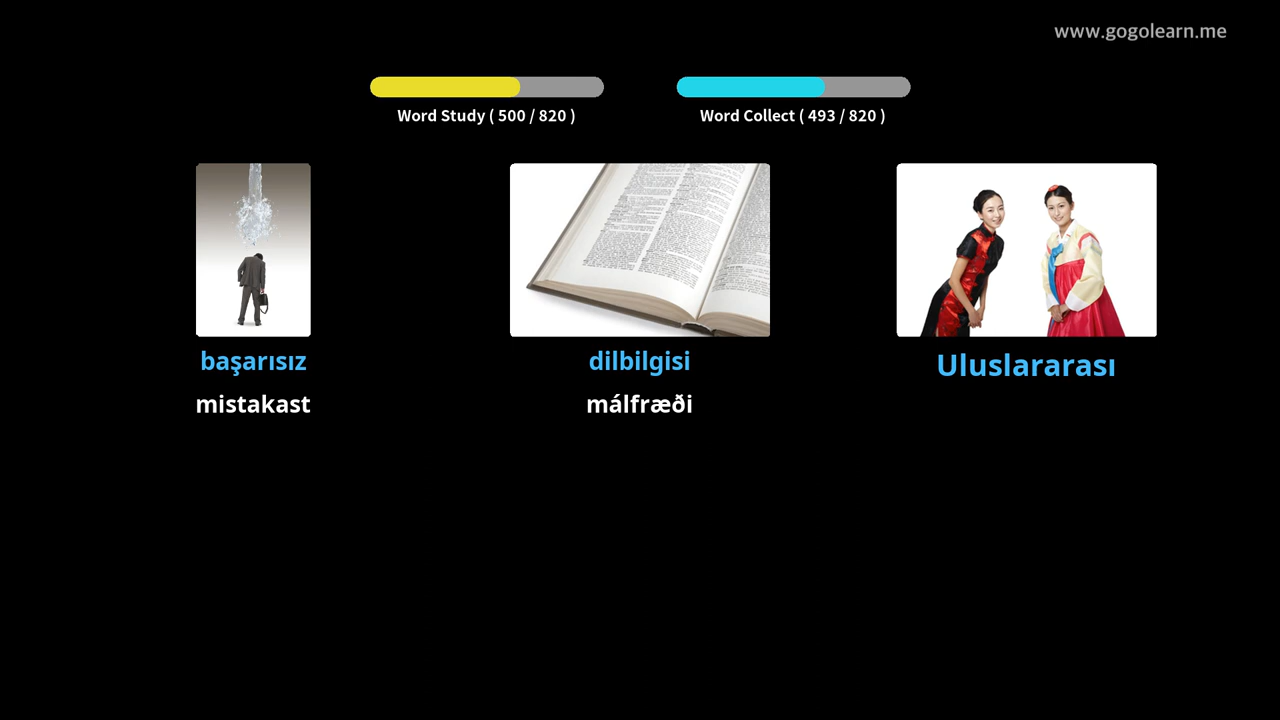 www.gogolearn.me
Word Study ( 500 / 820 )
Word Collect ( 493 / 820 )
başarısız
mistakast
dilbilgisi
málfræði
Uluslararası